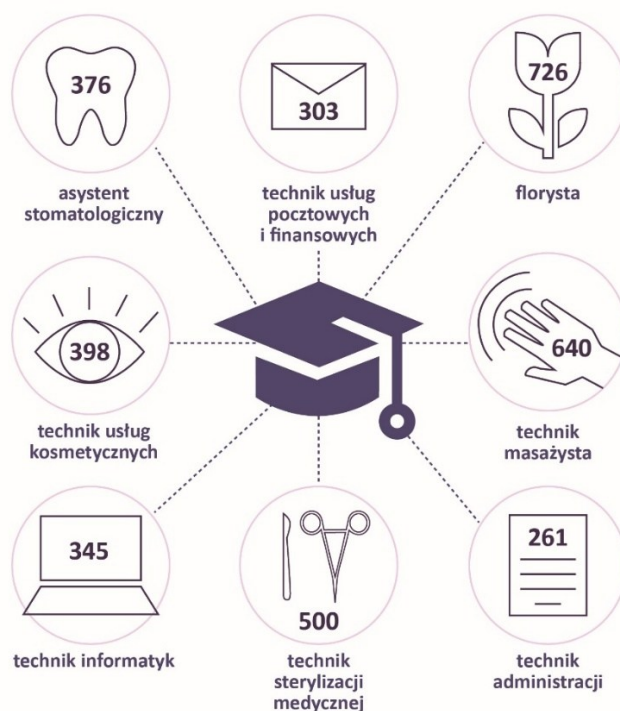 376
asystent
stomatologiczny
303
technik usług
pocztowych
i finansowych
726
florysta
398
technik usług
kosmetycznych
640
technik
masażysta
345
technik informatyk
500
technik
sterylizacji
medycznej
261
technik
administracji